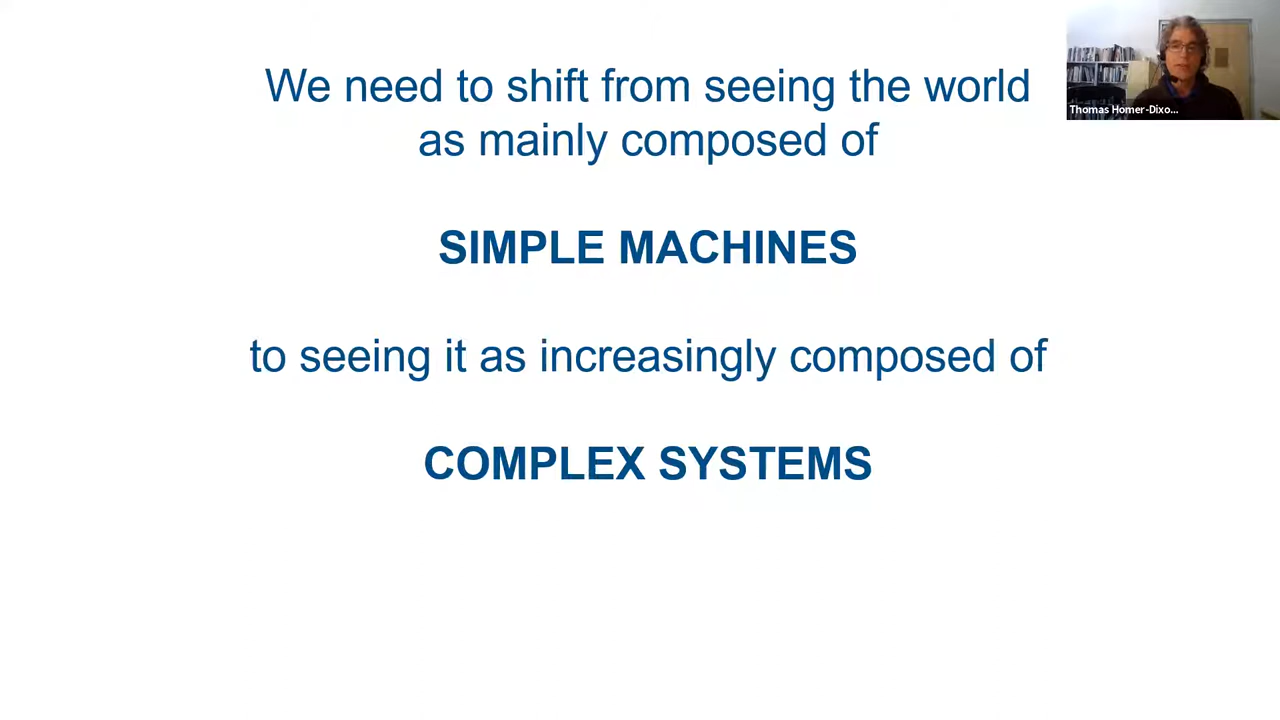 We need to shift from seeing the world
as mainly composed of
SIMPLE MACHINES
to seeing it as increasingly composed of
COMPLEX SYSTEMS
Thomas Homer-Dixo...